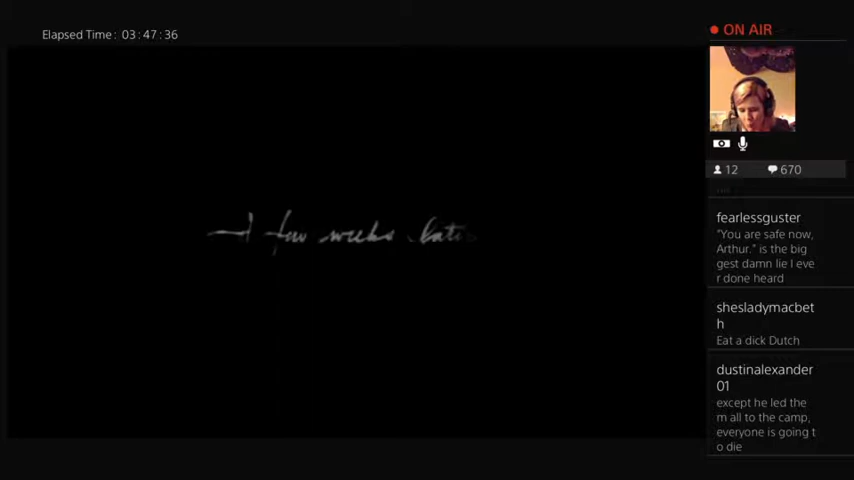 Elapsed Time: 03:47:36
ON AIR
12 670
A few weeks later
fearlessguster
"You are safe now,
Arthur." is the big
gest damn lie I eve
r done heard
shesladymacbet
h
Eat a dick Dutch
dustinalexander
01
except he led the
m all to the camp,
everyone is going t
o die